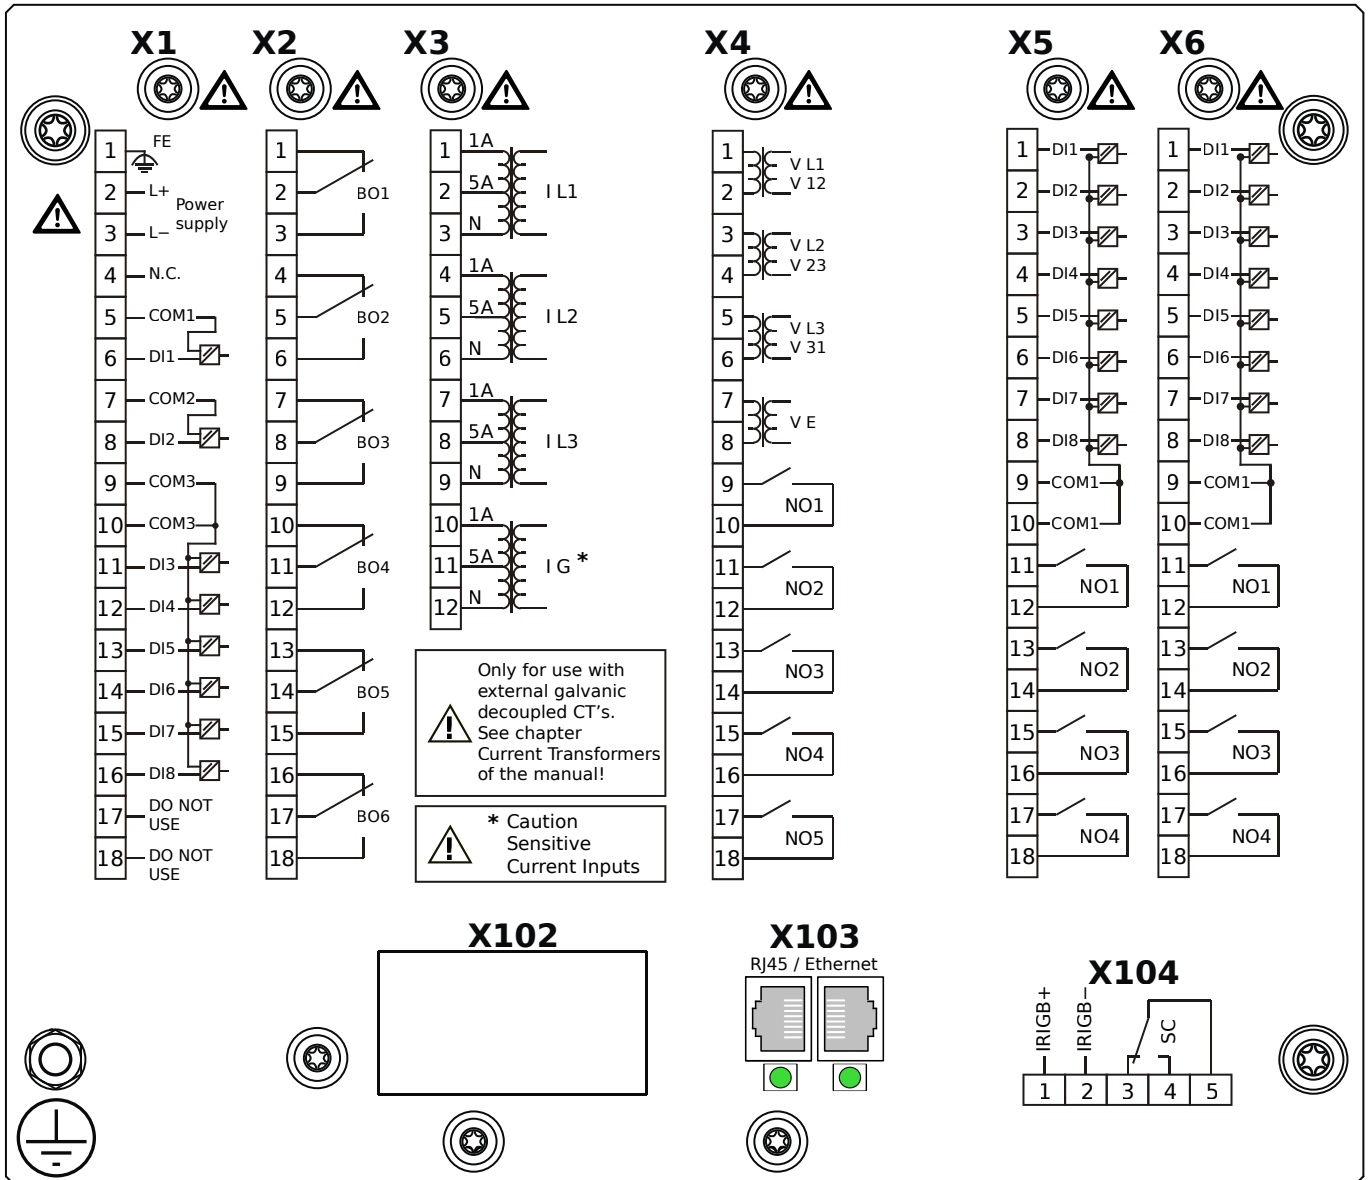 X1 X2 X3 X4 X5 X6
1 FE
2 L+
Power
supply
3 L−
4 N.C.
5 COM1
6 DI1
7 COM2
8 DI2
9 COM3
10 COM3
11 DI3
12 DI4
13 DI5
14 DI6
15 DI7
16 DI8
17 DO NOT
USE
18 DO NOT
USE
1
2 BO1
3
4
5 BO2
6
7
8 BO3
9
10
11 BO4
12
13
14 BO5
15
16
17 BO6
18
1 1A
2 5A I L1
3 N
4 1A
5 5A I L2
6 N
7 1A
8 5A I L3
9 N
10 1A
11 5A I G *
12 N
Only for use with
external galvanic
decoupled CT's.
See chapter
Current Transformers
of the manual!
* Caution
Sensitive
Current Inputs
1 V L1
2 V 12
3 V L2
4 V 23
5 V L3
6 V 31
7
V E
8
9
NO1
10
11
NO2
12
13
NO3
14
15
NO4
16
17
NO5
18
1 DI1
2 DI2
3 DI3
4 DI4
5 DI5
6 DI6
7 DI7
8 DI8
9 COM1
10 COM1
11
NO1
12
13
NO2
14
15
NO3
16
17
NO4
18
1 DI1
2 DI2
3 DI3
4 DI4
5 DI5
6 DI6
7 DI7
8 DI8
9 COM1
10 COM1
11
NO1
12
13
NO2
14
15
NO3
16
17
NO4
18
X102
X103
RJ45 / Ethernet
X104
IRIGB+
IRIGB−
SC
1 2 3 4 5